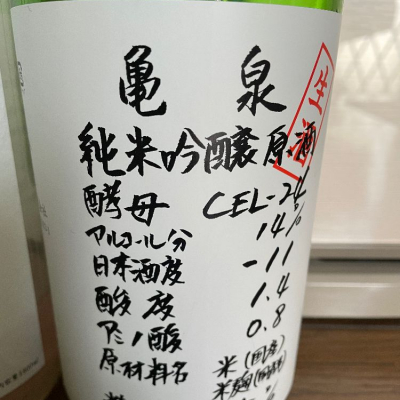 亀泉
純米吟醸原酒
酵母 CEL-24
アルコール分 14%
日本酒度 -11
酸度 1.4
アミノ酸 0.8
原材料名 米(国産)
米麹(国産米)